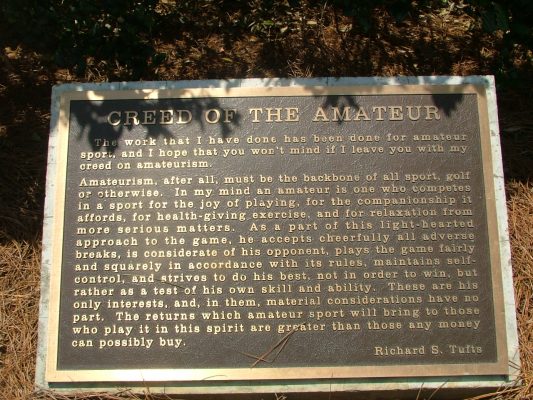 CREED OF THE AMATEUR
The work that I have done has been done for amateur
sport, and I hope that you won't mind if I leave you with my
creed on amateurism.
Amateurism, after all, must be the backbone of all sport, golf
or otherwise. In my mind an amateur is one who competes
in a sport for the joy of playing, for the companionship it
affords, for health-giving exercise, and for relaxation from
more serious matters. As a part of this light-hearted
approach to the game, he accepts cheerfully all adverse
breaks, is considerate of his opponent, plays the game fairly
and squarely in accordance with its rules, maintains self-
control, and strives to do his best, not in order to win, but
rather as a test of his own skill and ability. These are his
only interests, and, in them, material considerations have no
part. The returns which amateur sport will bring to those
who play it in this spirit are greater than those any money
can possibly buy.
Richard S. Tufts